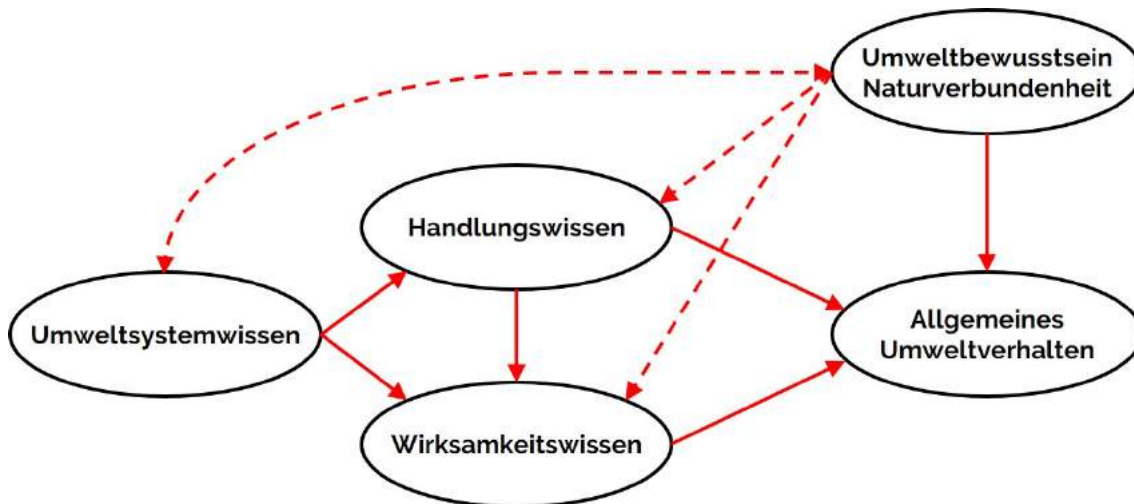 Umweltbewusstsein
Naturverbundenheit
Handlungswissen
Umweltsystemwissen
Allgemeines
Umweltverhalten
Wirksamkeitswissen